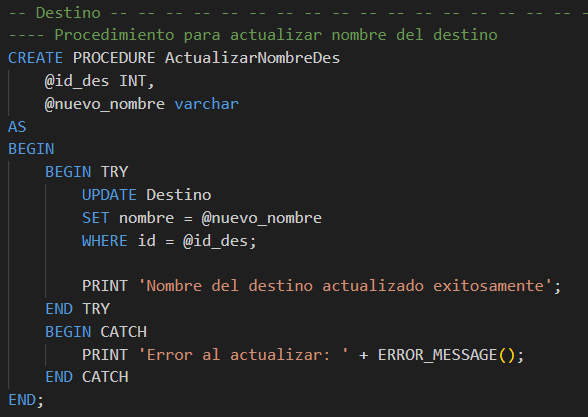 -- Destino -- -- -- -- -- -- -- -- -- -- -- -- -- -- -- -- -- --
---- Procedimiento para actualizar nombre del destino
CREATE PROCEDURE ActualizarNombreDes
    @id_des INT,
    @nuevo_nombre varchar
AS
BEGIN
    BEGIN TRY
        UPDATE Destino
        SET nombre = @nuevo_nombre
        WHERE id = @id_des;

        PRINT 'Nombre del destino actualizado exitosamente';
    END TRY
    BEGIN CATCH
        PRINT 'Error al actualizar: ' + ERROR_MESSAGE();
    END CATCH
END;